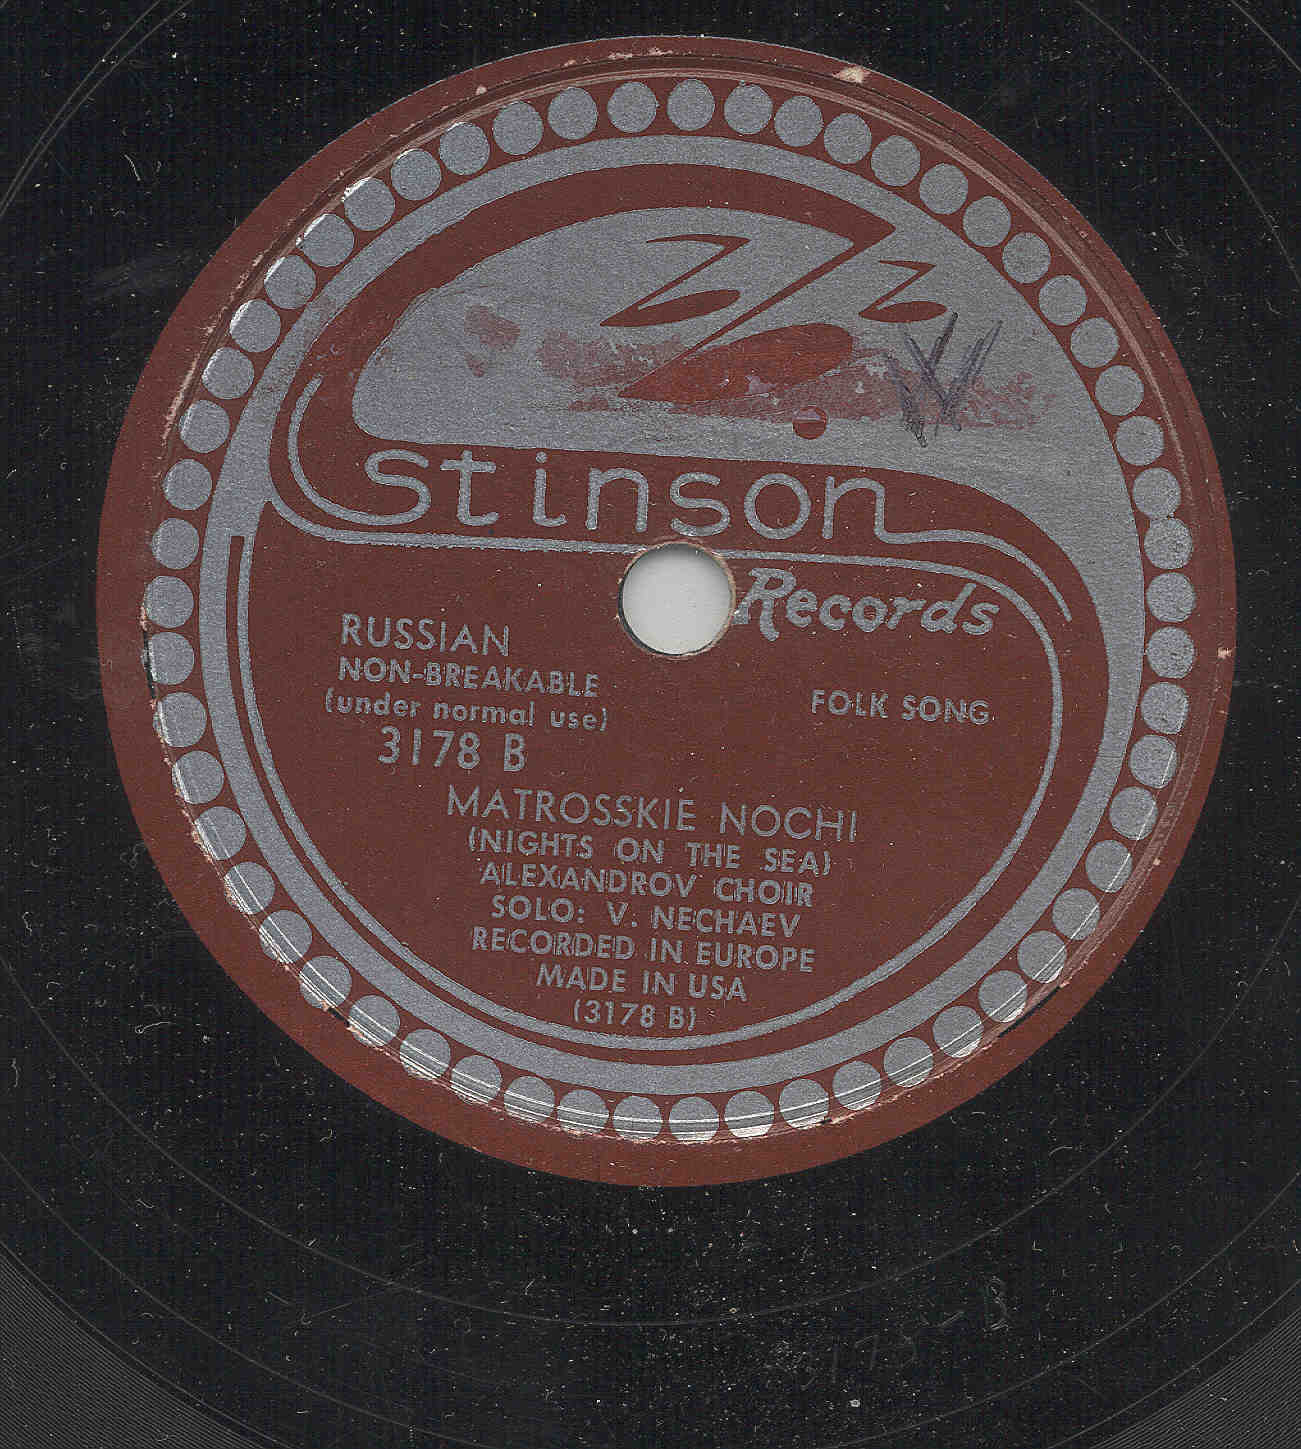 Stinson
Records
RUSSIAN
NON-BREAKABLE
(under normal use)
3178 B
FOLK SONG
MATROSSKIE NOCHI
(NIGHTS ON THE SEA)
ALEXANDROV CHOIR
SOLO: V. NECHAEV
RECORDED IN EUROPE
MADE IN USA
(3178 B)